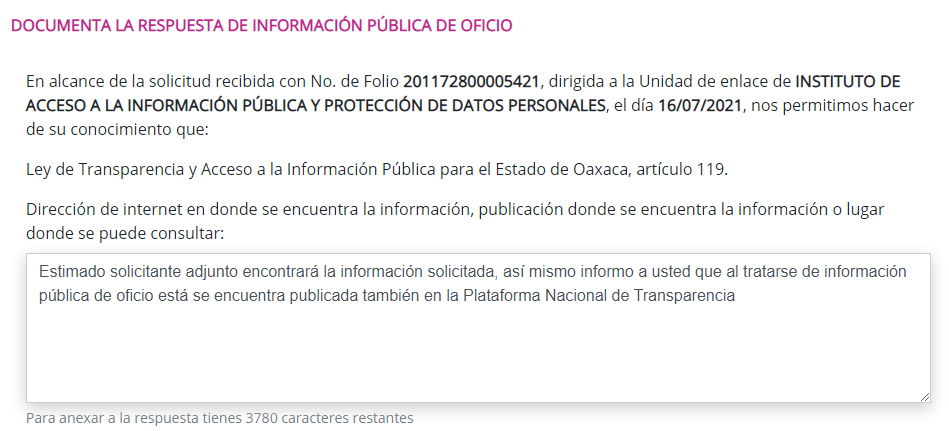 DOCUMENTA LA RESPUESTA DE INFORMACIÓN PÚBLICA DE OFICIO
En alcance de la solicitud recibida con No. de Folio 201172800005421, dirigida a la Unidad de enlace de INSTITUTO DE
ACCESO A LA INFORMACIÓN PÚBLICA Y PROTECCIÓN DE DATOS PERSONALES, el día 16/07/2021, nos permitimos hacer
de su conocimiento que:
Ley de Transparencia y Acceso a la Información Pública para el Estado de Oaxaca, artículo 119.
Dirección de internet en donde se encuentra la información, publicación donde se encuentra la información o lugar
donde se puede consultar:
Estimado solicitante adjunto encontrará la información solicitada, así mismo informo a usted que al tratarse de información
pública de oficio está se encuentra publicada también en la Plataforma Nacional de Transparencia
Para anexar a la respuesta tienes 3780 caracteres restantes